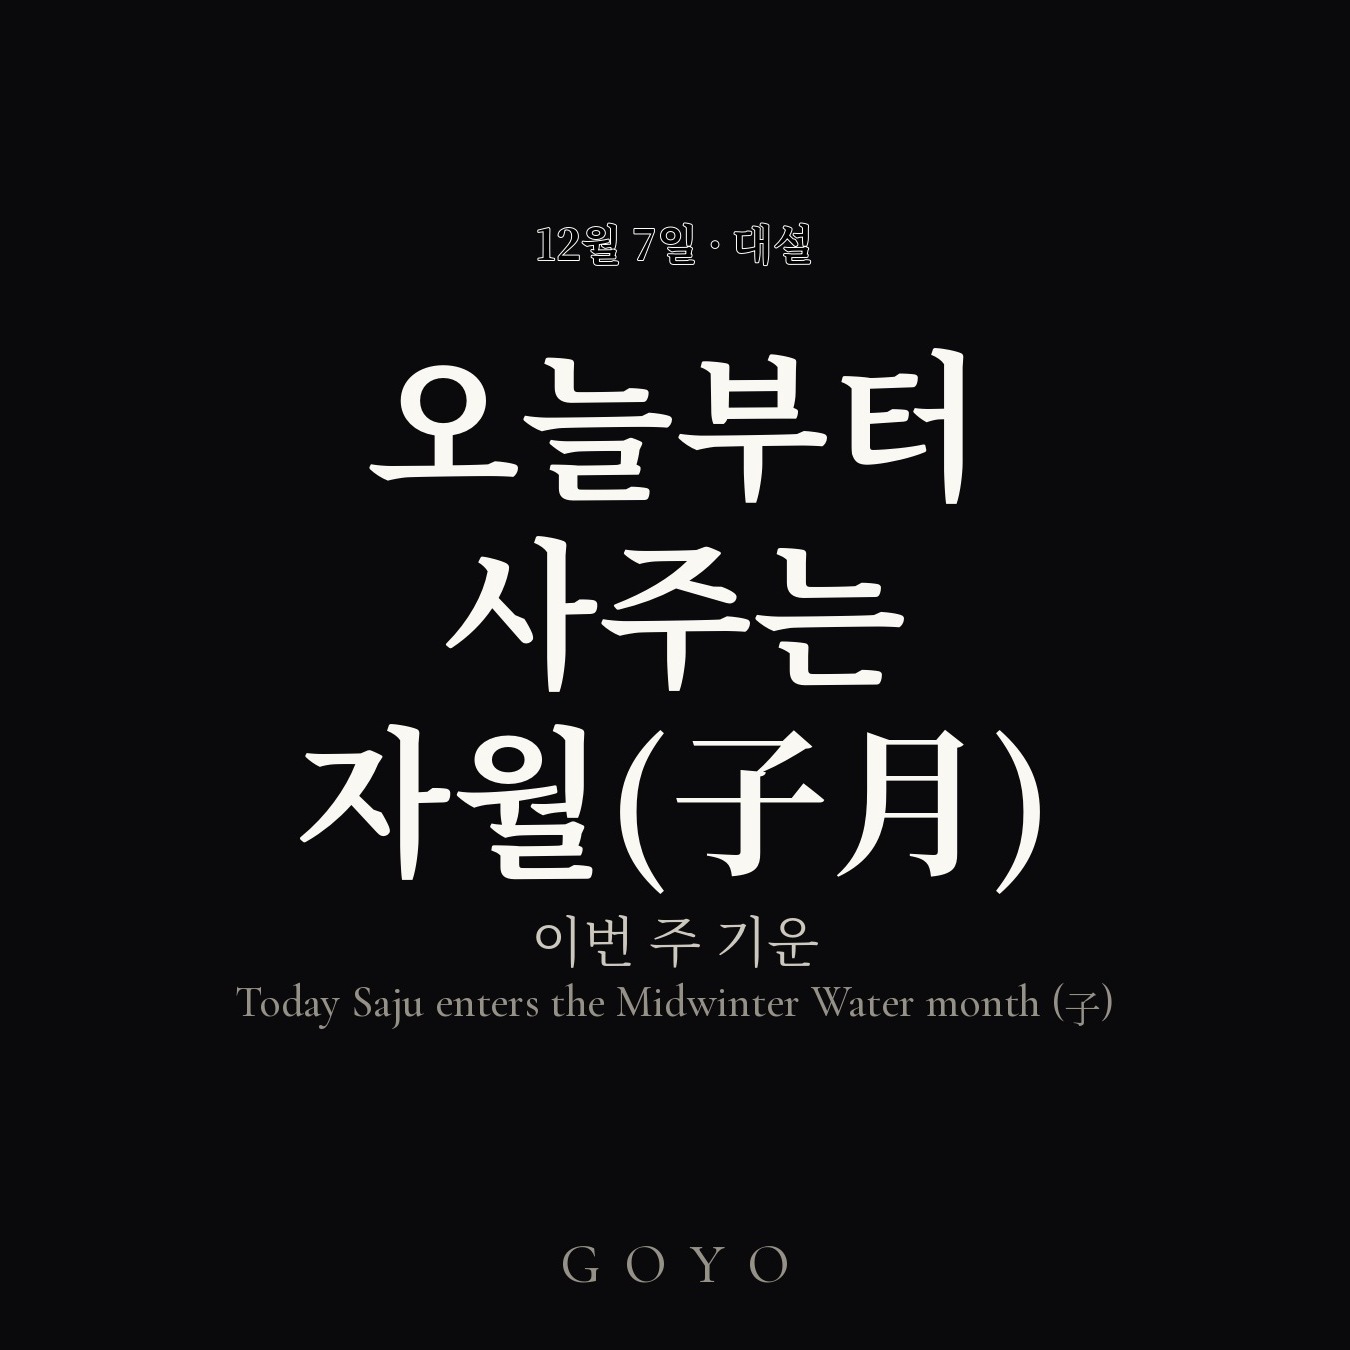 12월 7일 · 대설
오늘부터
사주는
자월(子月)
이번 주 기운
Today Saju enters the Midwinter Water month (子)
GOYO